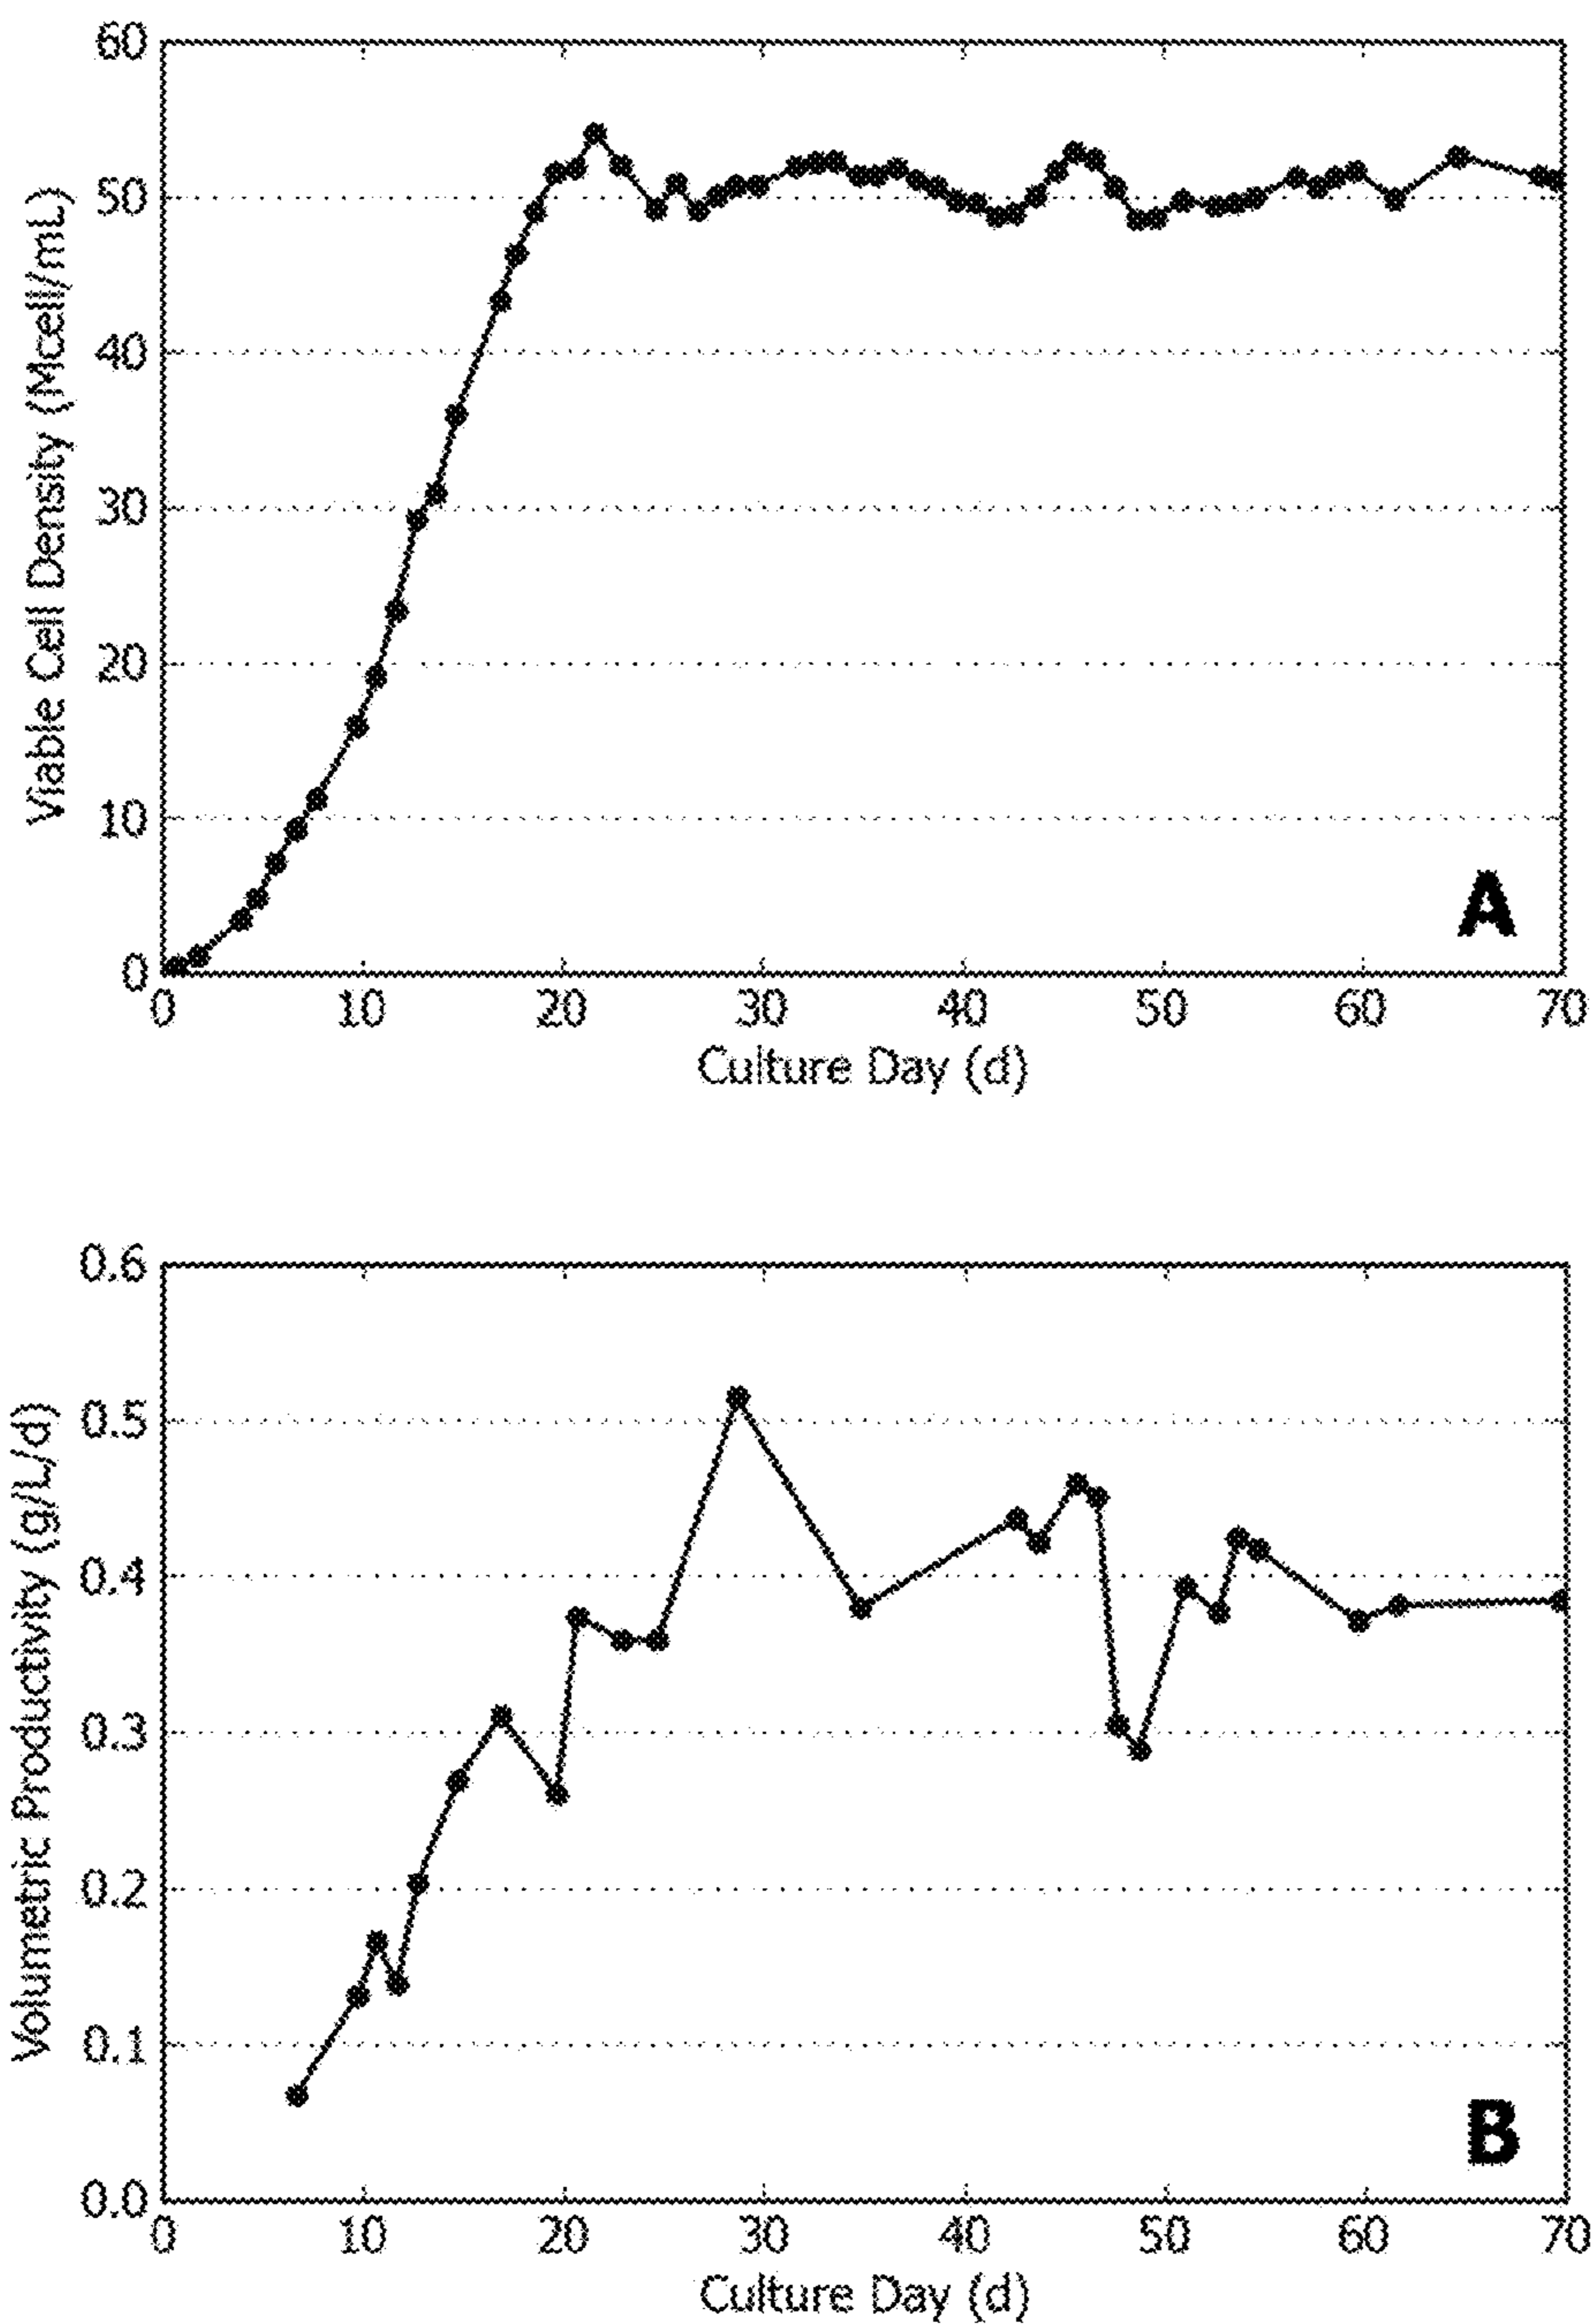 60
50
40
30
20
10
0
Viable Cell Density (Mcell/mL)
0 10 20 30 40 50 60 70
Culture Day (d)
A
0.6
0.5
0.4
0.3
0.2
0.1
0.0
Volumetric Productivity (g/L/d)
0 10 20 30 40 50 60 70
Culture Day (d)
B